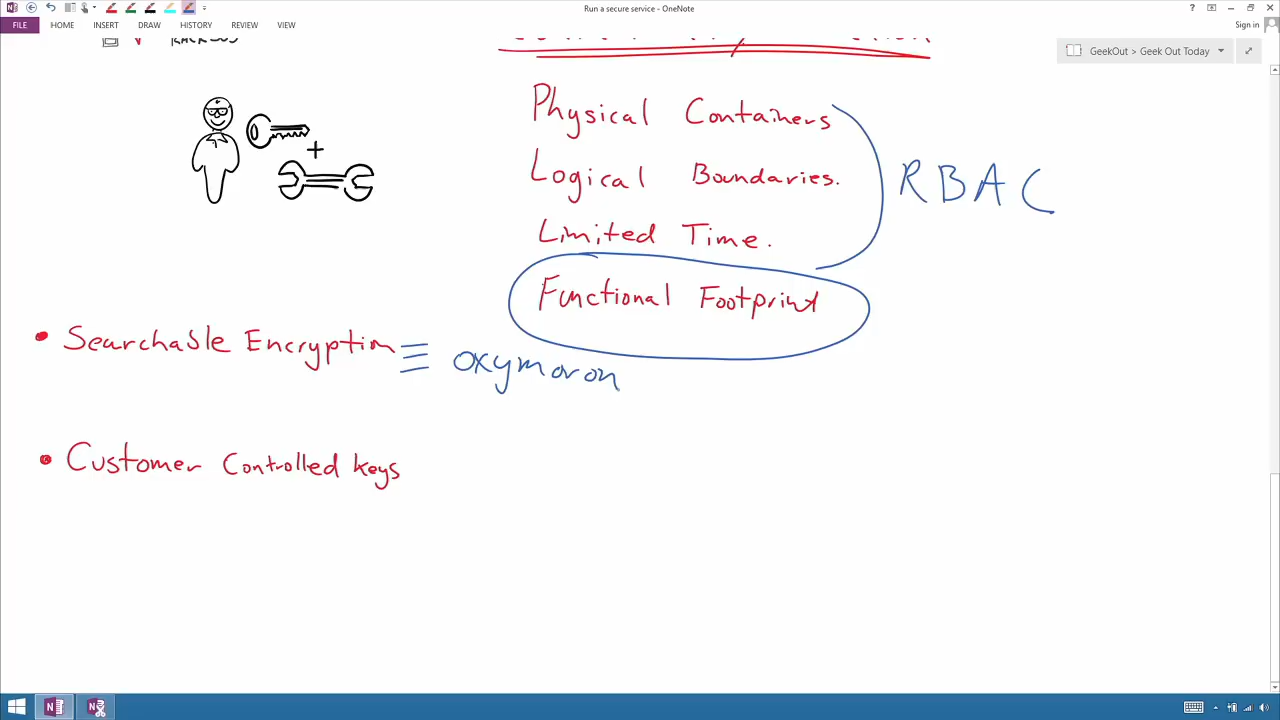 Run a secure service - OneNote
FILE HOME INSERT DRAW HISTORY REVIEW VIEW
Sign in
GeekOut > Geek Out Today
Physical Containers
Logical Boundaries.
Limited Time.
RBAC
Functional Footprint
• Searchable Encryption ≡ oxymoron
• Customer Controlled keys